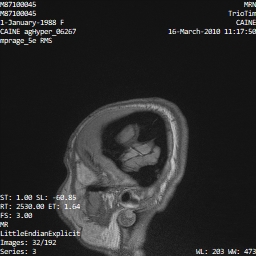 M87100045
M87100045
1-January-1988 F
CAINE agHyper_06267
mprage_5e RMS
MRN
TrioTim
CAINE
16-March-2010 11:17:50
ST: 1.00 SL: -60.85
RT: 2530.00 ET: 1.64
FS: 3.00
MR
LittleEndianExplicit
Images: 32/192
Series: 3
WL: 203 WW: 473